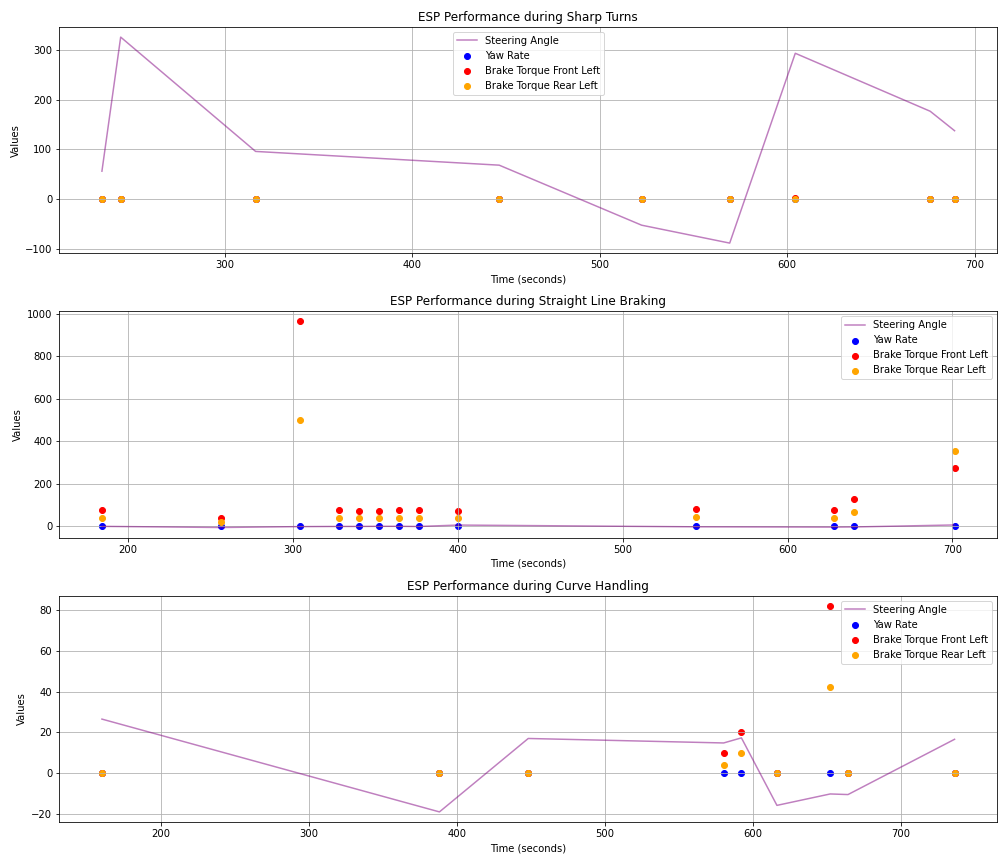 ESP Performance during Sharp Turns
Steering Angle
Yaw Rate
Brake Torque Front Left
Brake Torque Rear Left
Values
300
200
100
0
−100
300
400
500
600
700
Time (seconds)
ESP Performance during Straight Line Braking
Steering Angle
Yaw Rate
Brake Torque Front Left
Brake Torque Rear Left
Values
1000
800
600
400
200
0
200
300
400
500
600
700
Time (seconds)
ESP Performance during Curve Handling
Steering Angle
Yaw Rate
Brake Torque Front Left
Brake Torque Rear Left
Values
80
60
40
20
0
−20
200
300
400
500
600
700
Time (seconds)